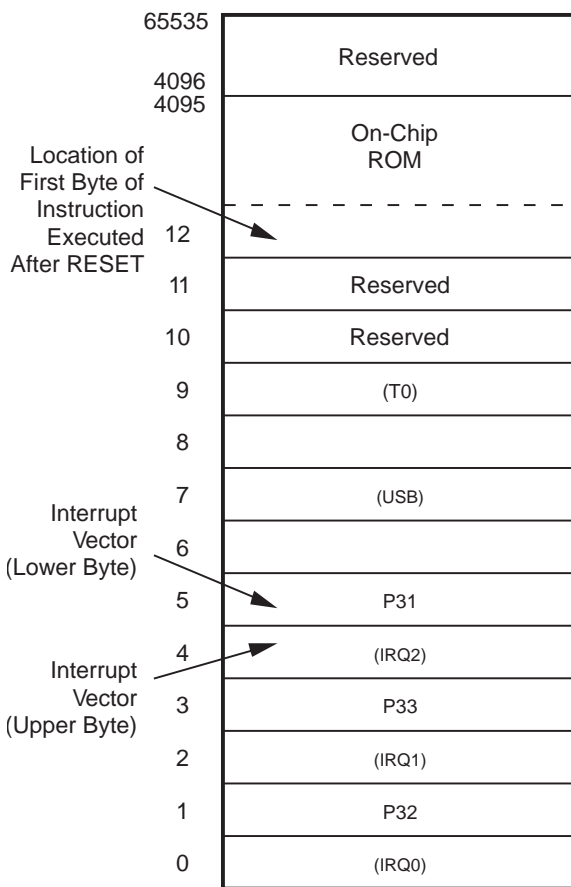 65535
Reserved
4096
4095
On-Chip
ROM
Location of
First Byte of
Instruction
Executed
After RESET
12
11
Reserved
10
Reserved
9
(T0)
8
7
(USB)
Interrupt
Vector
(Lower Byte)
6
5
P31
4
(IRQ2)
Interrupt
Vector
(Upper Byte)
3
P33
2
(IRQ1)
1
P32
0
(IRQ0)